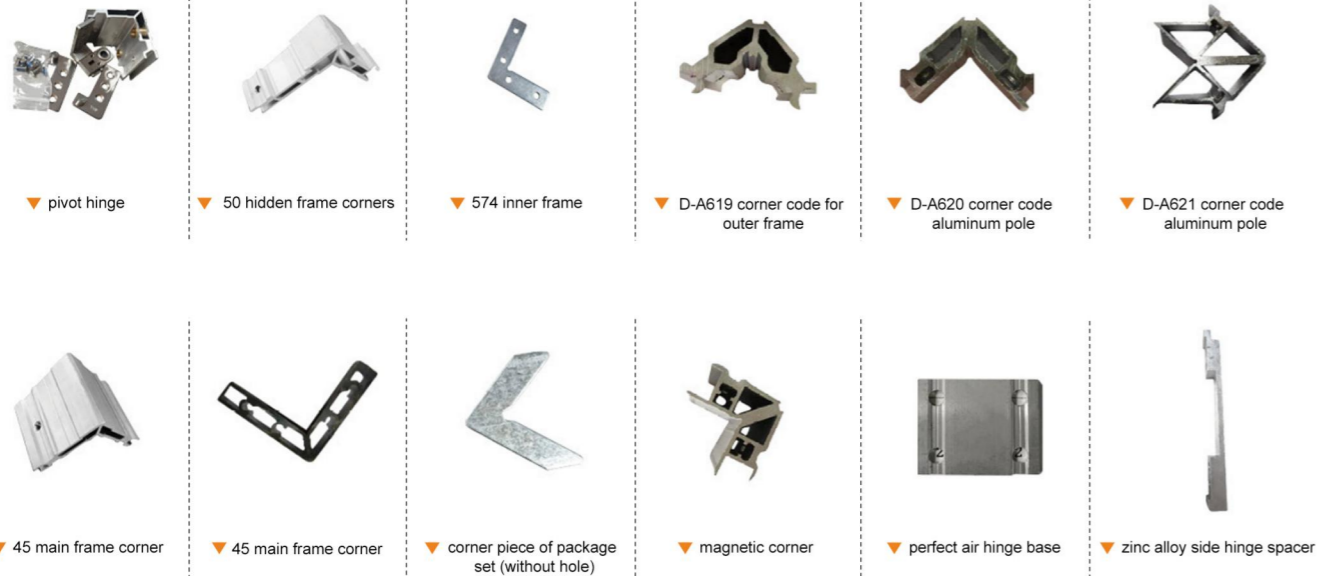 pivot hinge
50 hidden frame corners
574 inner frame
D-A619 corner code for
outer frame
D-A620 corner code
aluminum pole
D-A621 corner code
aluminum pole
45 main frame corner
45 main frame corner
corner piece of package
set (without hole)
magnetic corner
2 2
perfect air hinge base
zinc alloy side hinge spacer